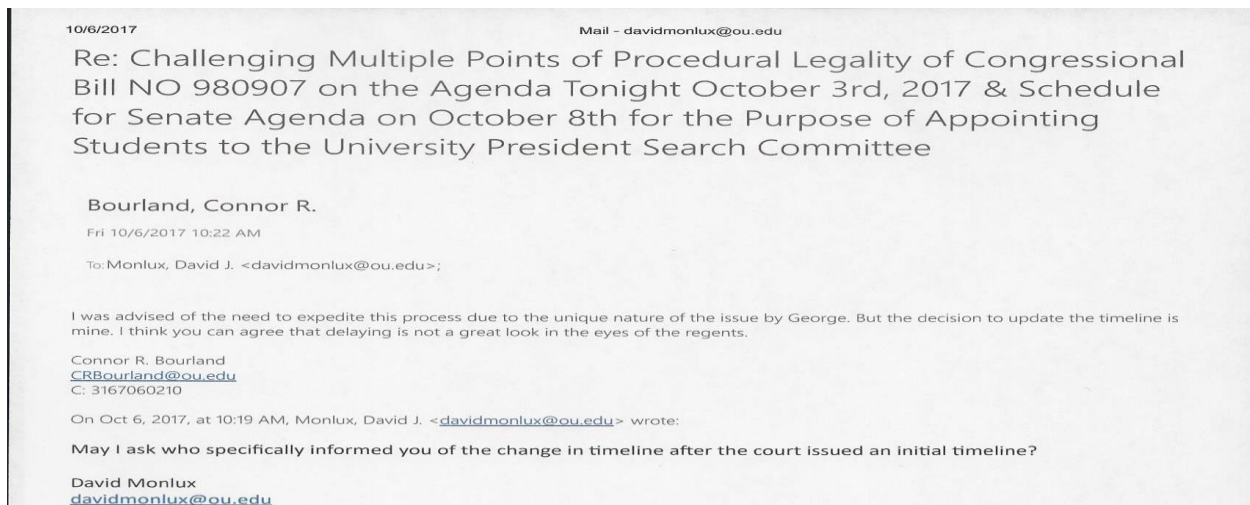 10/6/2017 Mail - davidmonlux@ou.edu
Re: Challenging Multiple Points of Procedural Legality of Congressional
Bill NO 980907 on the Agenda Tonight October 3rd, 2017 & Schedule
for Senate Agenda on October 8th for the Purpose of Appointing
Students to the University President Search Committee
Bourland, Connor R.
Fri 10/6/2017 10:22 AM
To: Monlux, David J. <davidmonlux@ou.edu>;
I was advised of the need to expedite this process due to the unique nature of the issue by George. But the decision to update the timeline is
mine. I think you can agree that delaying is not a great look in the eyes of the regents.
Connor R. Bourland
CRBourland@ou.edu
C: 3167060210
On Oct 6, 2017, at 10:19 AM, Monlux, David J. <davidmonlux@ou.edu> wrote:
May I ask who specifically informed you of the change in timeline after the court issued an initial timeline?
David Monlux
davidmonlux@ou.edu